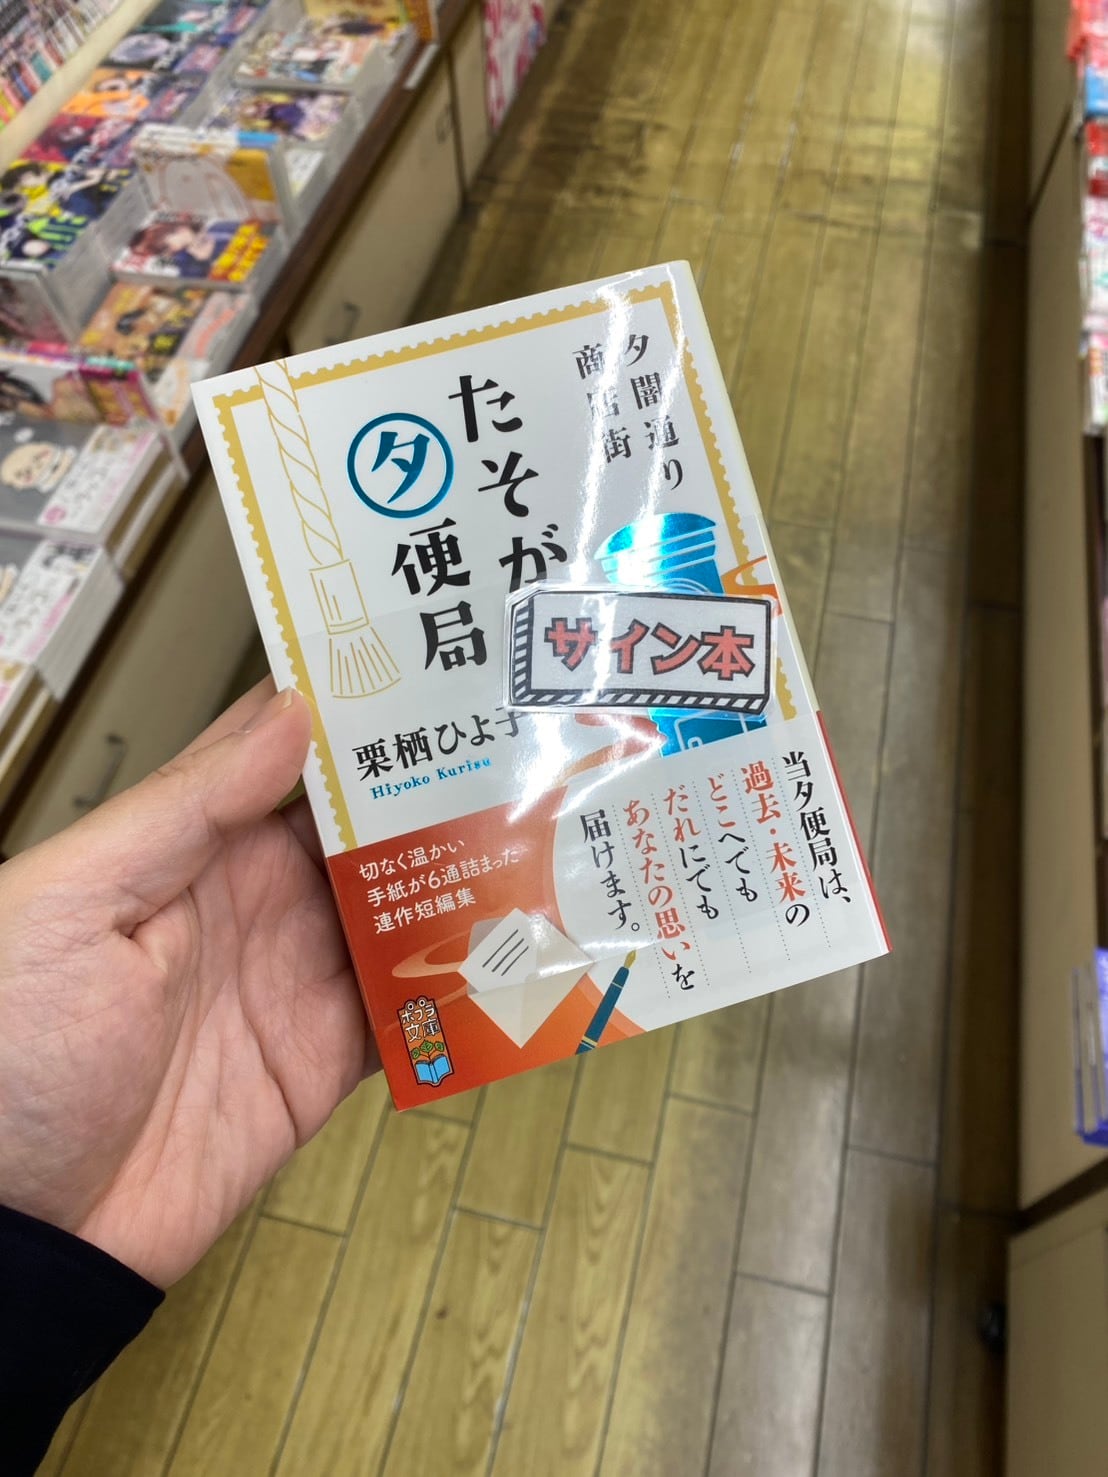 夕闇通り
商店街
たそが
夕便局
サイン本
栗栖ひよ子
Hiyoko Kurisu
当夕便局は、
過去・未来の
どこへでも
だれにでも
あなたの思いを
届けます。
切なく温かい
手紙が6通詰まった
連作短編集
ポプラ
文庫